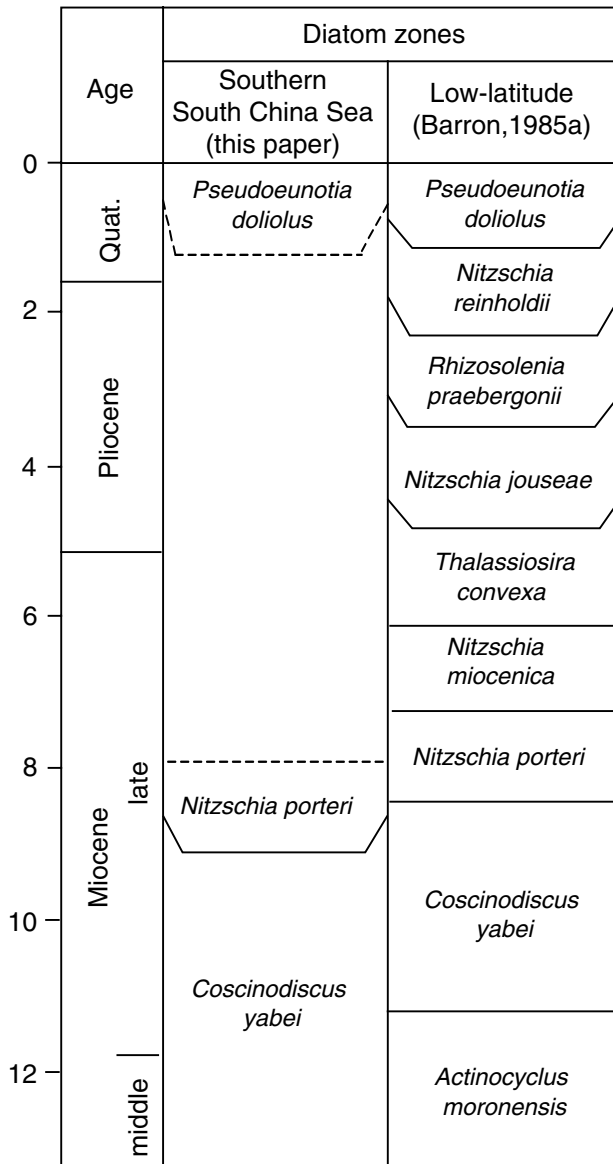 Age
Diatom zones
Southern
South China Sea
(this paper)
Low-latitude
(Barron,1985a)
0
2
4
6
8
10
12
Quat.
Pliocene
Miocene
late
middle
Pseudoeunotia
doliolus
Nitzschia porteri
Coscinodiscus
yabei
Pseudoeunotia
doliolus
Nitzschia
reinholdii
Rhizosolenia
praebergonii
Nitzschia jouseae
Thalassiosira
convexa
Nitzschia
miocenica
Nitzschia porteri
Coscinodiscus
yabei
Actinocyclus
moronensis